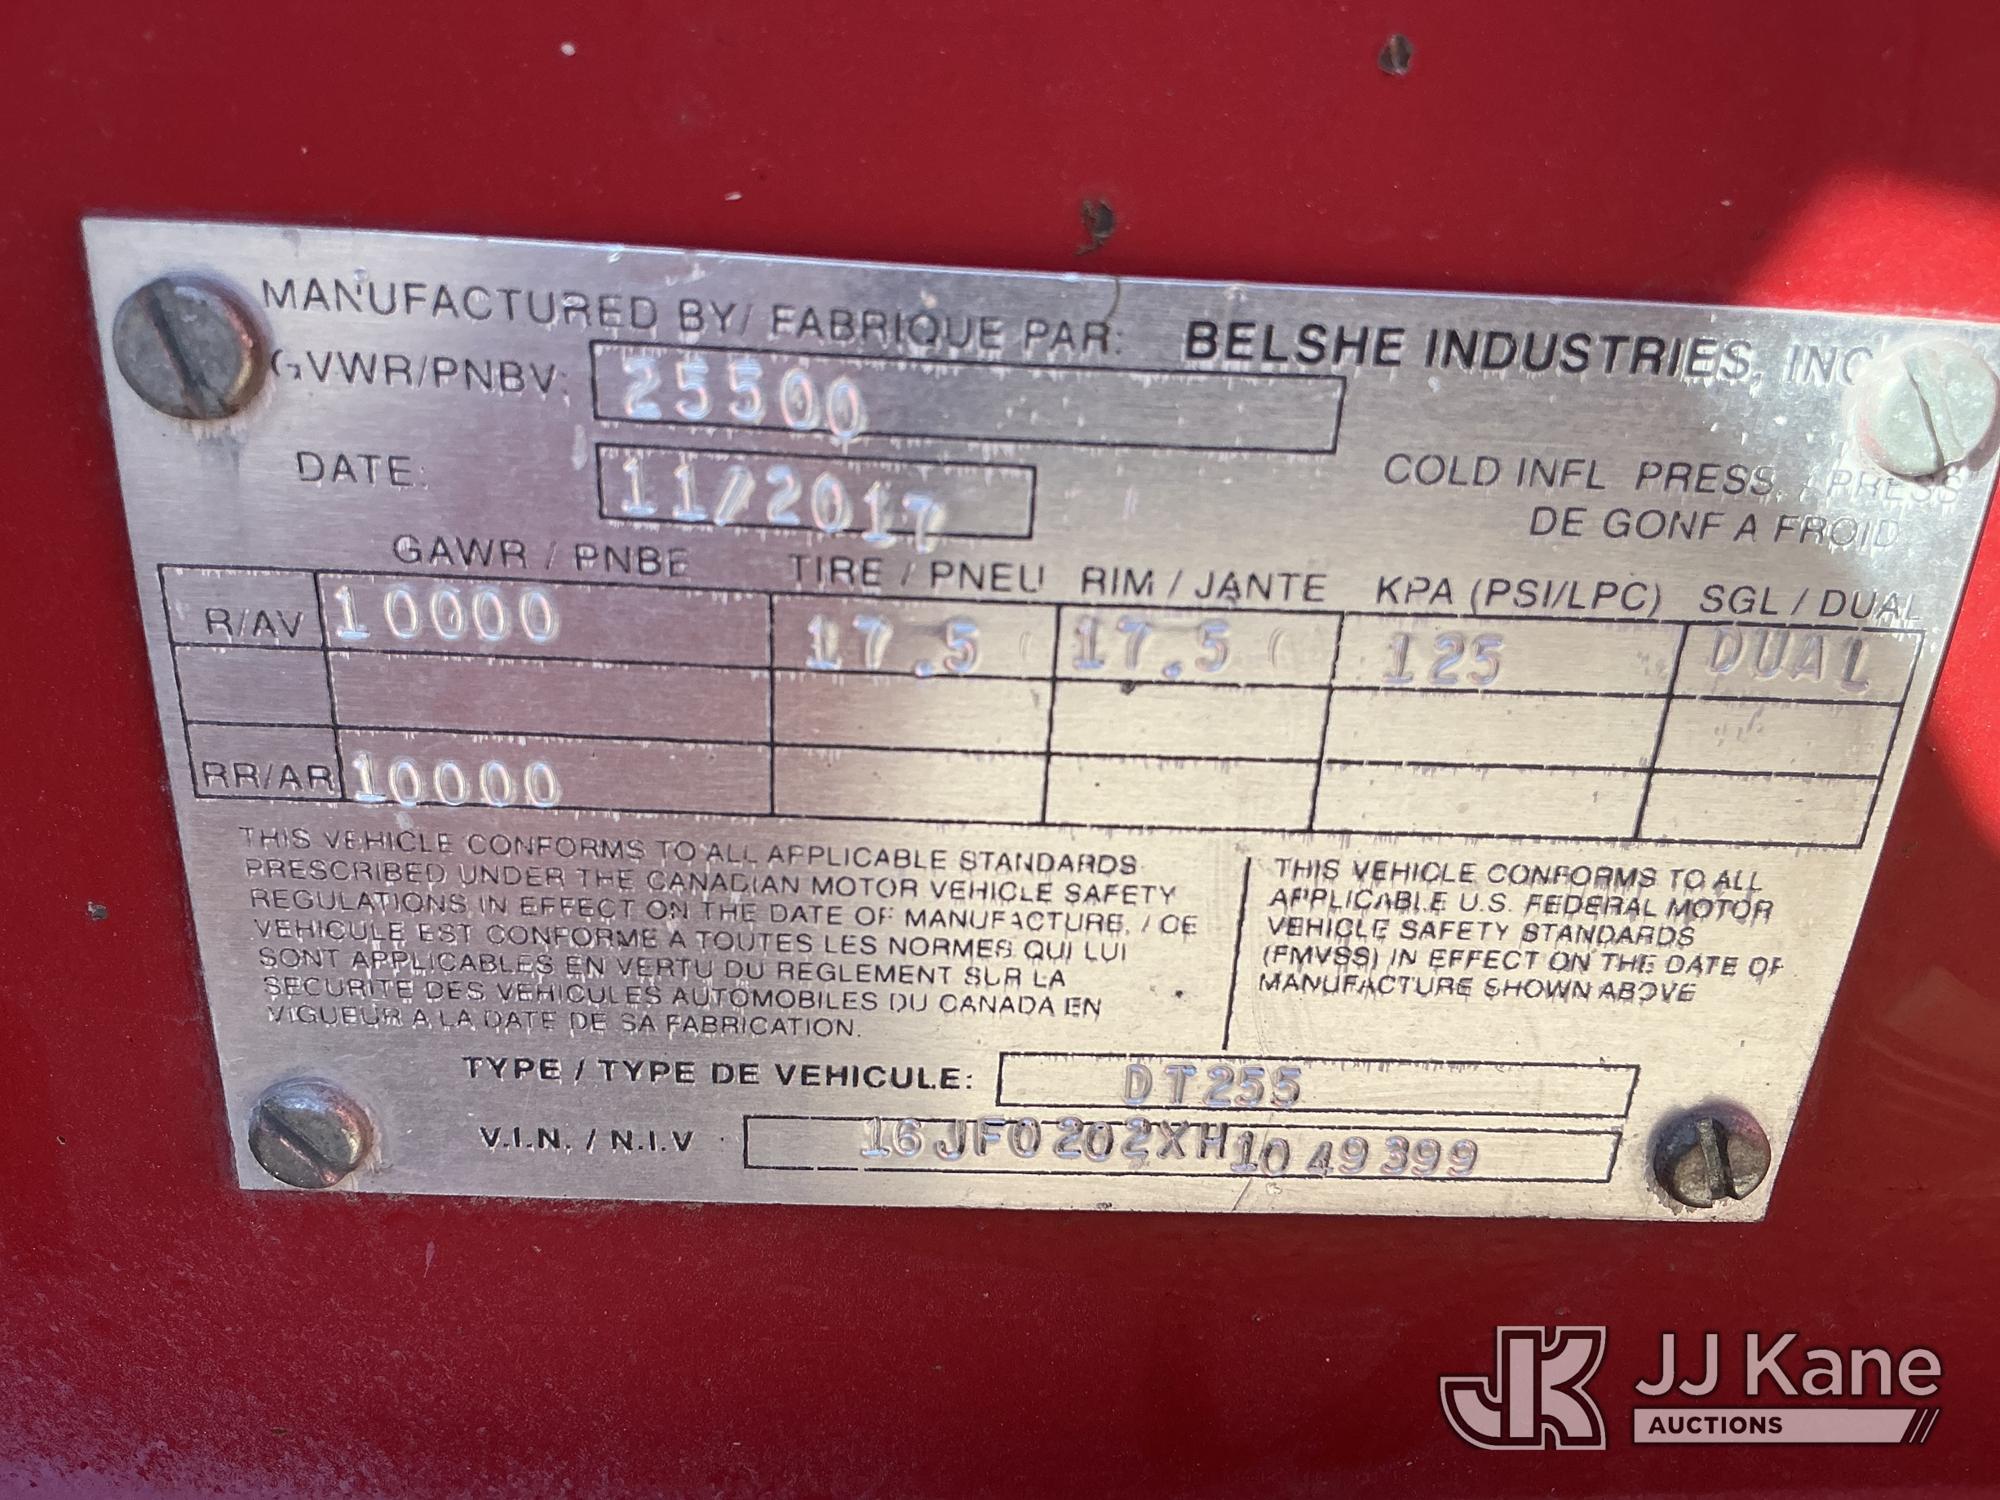 MANUFACTURED BY/ FABRIQUE PAR: BELSHE INDUSTRIES, INC
GVWR/PNBV: 25500
DATE: 11/2017
COLD INFL PRESS. / PRESS
DE GONF A FROID
GAWR / PNBE TIRE / PNEU RIM / JANTE KPA (PSI/LPC) SGL / DUAL
R/AV 10000 17.5 17.5 125 DUAL
RR/AR 10000
THIS VEHICLE CONFORMS TO ALL APPLICABLE STANDARDS
PRESCRIBED UNDER THE CANADIAN MOTOR VEHICLE SAFETY
REGULATIONS IN EFFECT ON THE DATE OF MANUFACTURE. / CE
VEHICULE EST CONFORME A TOUTES LES NORMES QUI LUI
SONT APPLICABLES EN VERTU DU REGLEMENT SUR LA
SECURITE DES VEHICULES AUTOMOBILES DU CANADA EN
VIGUEUR A LA DATE DE SA FABRICATION.
THIS VEHICLE CONFORMS TO ALL
APPLICABLE U.S. FEDERAL MOTOR
VEHICLE SAFETY STANDARDS
(FMVSS) IN EFFECT ON THE DATE OF
MANUFACTURE SHOWN ABOVE
TYPE / TYPE DE VEHICULE: DT255
V.I.N. / N.I.V 16JF0202XH1049399
JK JJ Kane
AUCTIONS